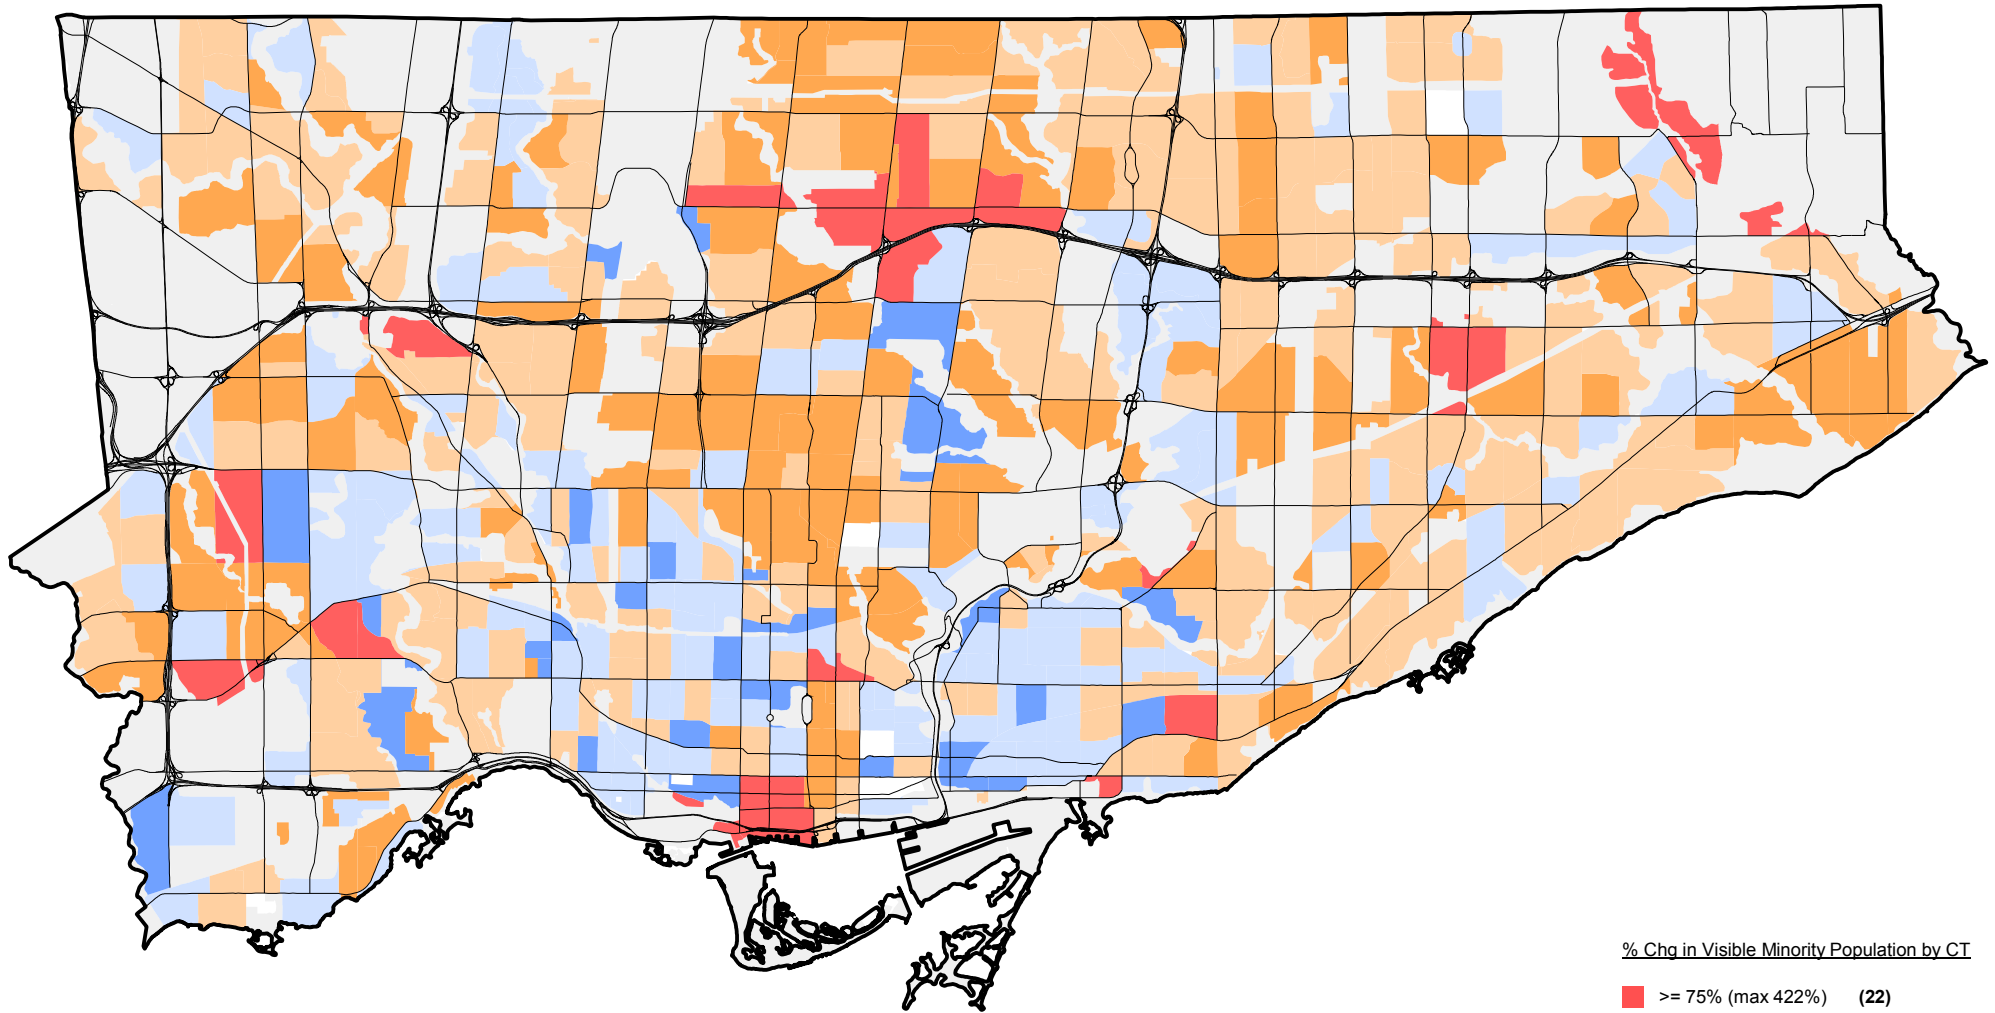 % Chg in Visible Minority Population by CT
>= 75% (max 422%) (22)